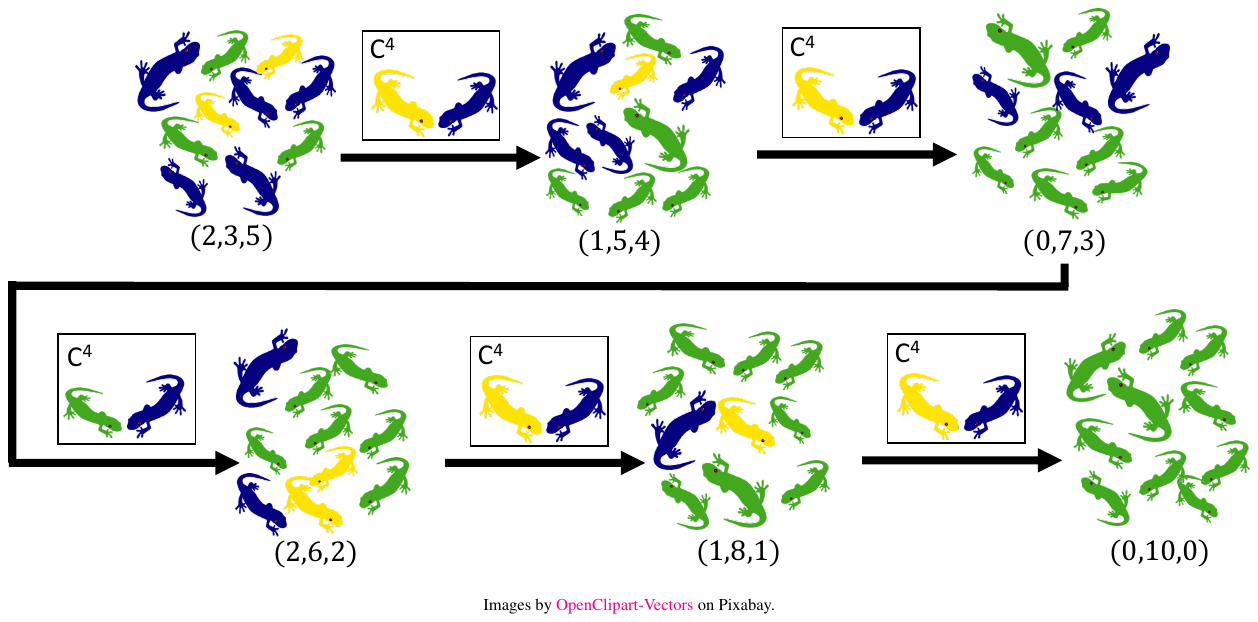 C⁴
C⁴
(2,3,5)
(1,5,4)
(0,7,3)
C⁴
C⁴
C⁴
(2,6,2)
(1,8,1)
(0,10,0)
Images by OpenClipart-Vectors on Pixabay.